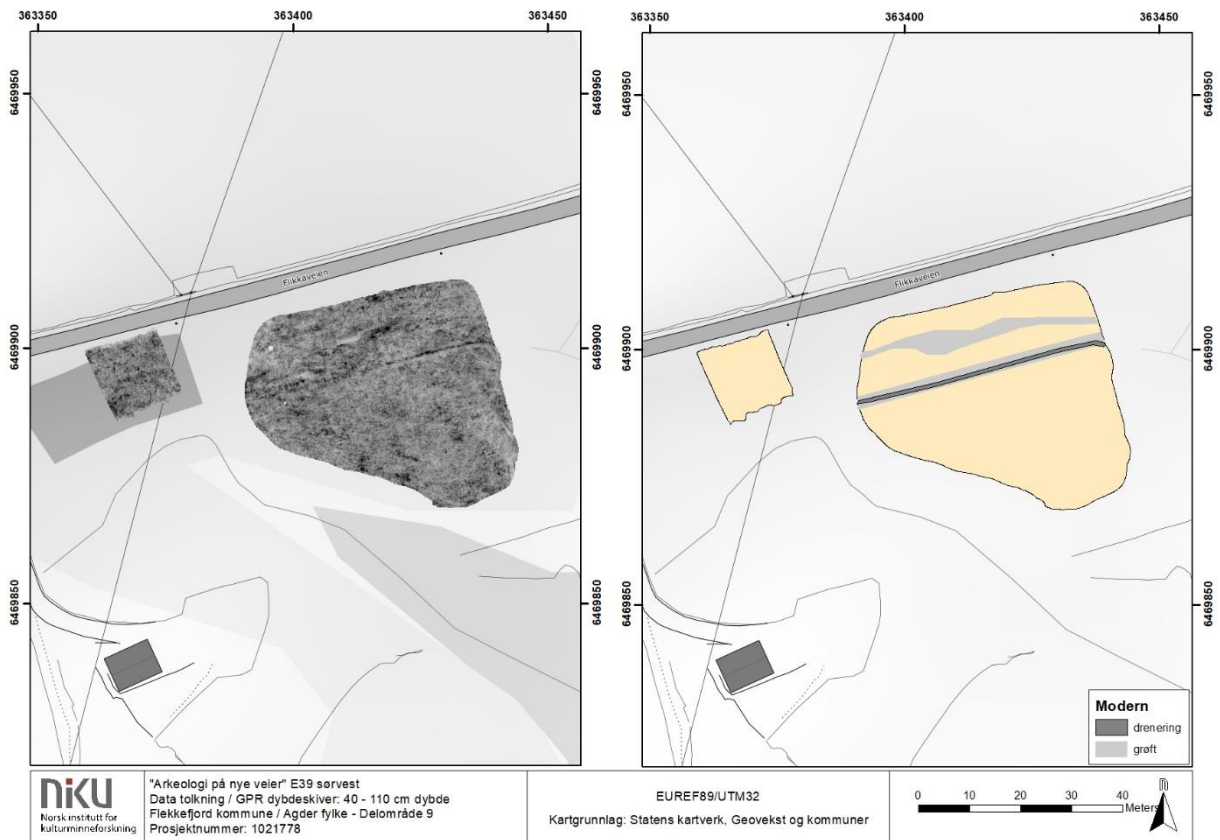 363350
363400
363450
363350
363400
363450
6469950
6469950
6469950
6469950
6469900
6469900
6469900
6469900
6469850
6469850
6469850
6469850
Flikkaveien
Flikkaveien
Modern
drenering
grøft
niku
Norsk institutt for
kulturminneforskning
"Arkeologi på nye veier" E39 sørvest
Data tolkning / GPR dybdeskiver: 40 - 110 cm dybde
Flekkefjord kommune / Agder fylke - Delområde 9
Prosjektnummer: 1021778
EUREF89/UTM32
Kartgrunnlag: Statens kartverk, Geovekst og kommuner
0 10 20 30 40
Meters
n